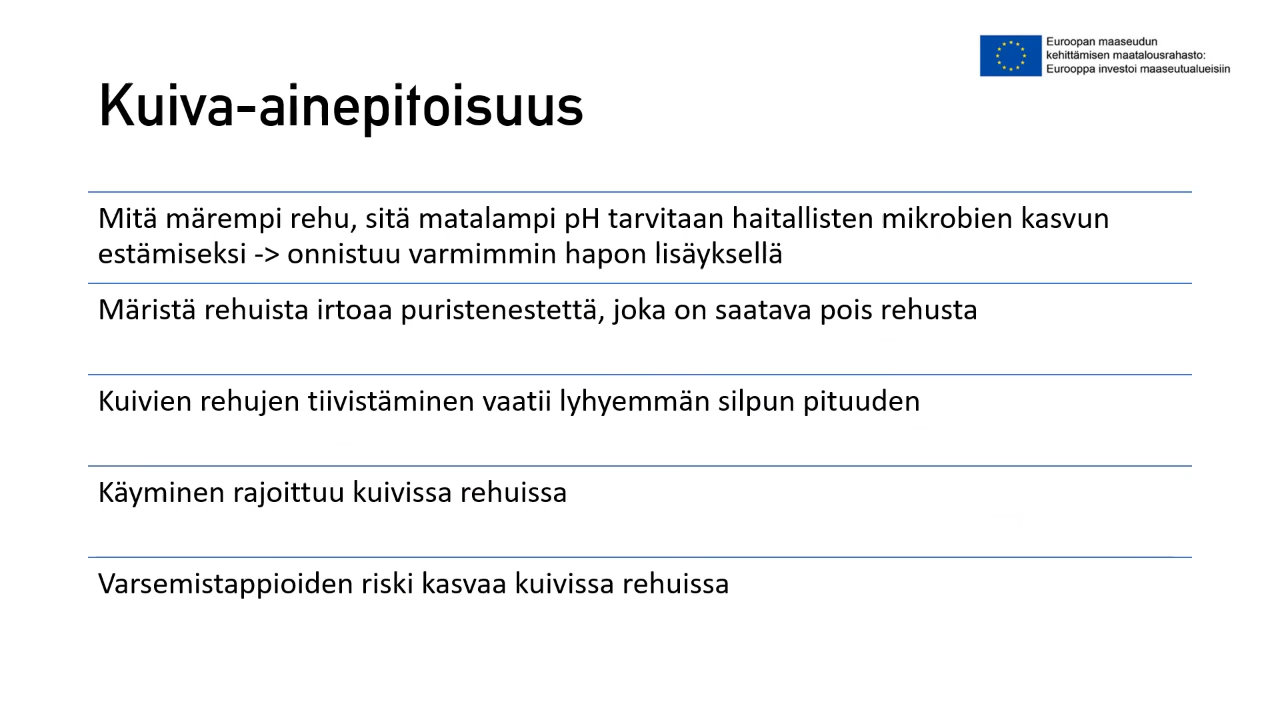 Euroopan maaseudun
kehittämisen maatalousrahasto:
Eurooppa investoi maaseutualueisiin
Kuiva-ainepitoisuus
Mitä märempi rehu, sitä matalampi pH tarvitaan haitallisten mikrobien kasvun
estämiseksi -> onnistuu varmimmin hapon lisäyksellä
Märistä rehuista irtoaa puristenestettä, joka on saatava pois rehusta
Kuivien rehujen tiivistäminen vaatii lyhyemmän silpun pituuden
Käyminen rajoittuu kuivissa rehuissa
Varsemistappioiden riski kasvaa kuivissa rehuissa